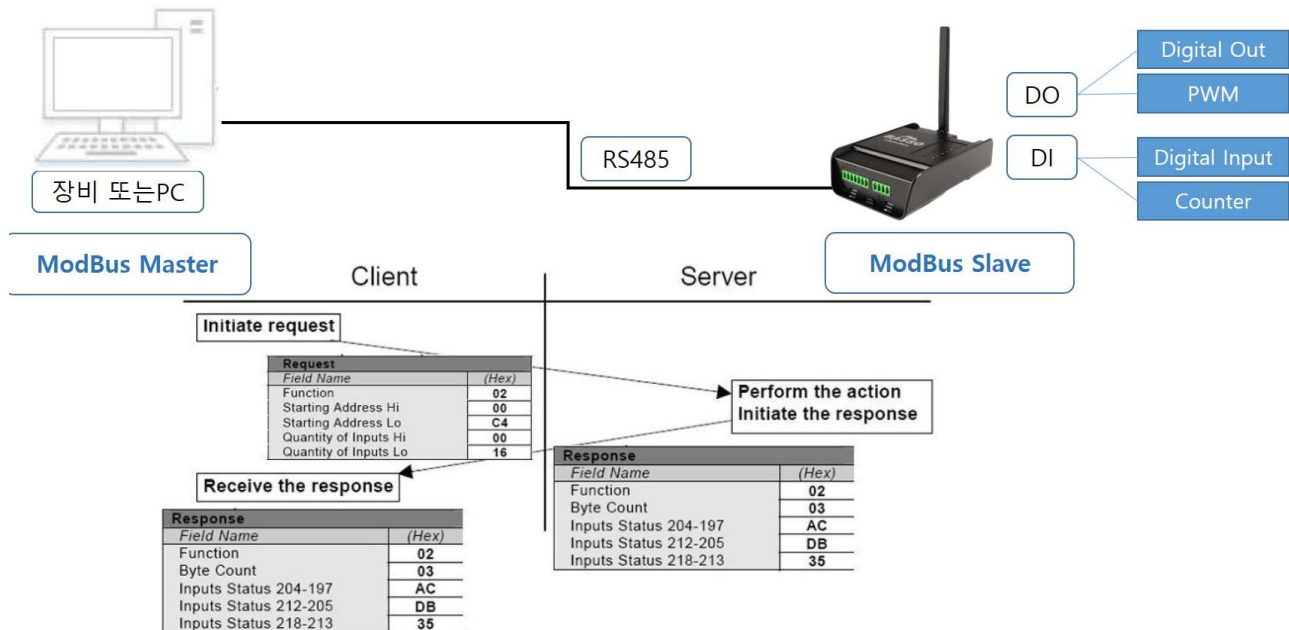 Digital Out
DO
PWM
RS485
DI
Digital Input
장비 또는PC
Counter
ModBus Master
ModBus Slave
Client
Server
Initiate request
Request
Field Name (Hex)
Function 02
Starting Address Hi 00
Starting Address Lo C4
Quantity of Inputs Hi 00
Quantity of Inputs Lo 16
Perform the action
Initiate the response
Response
Field Name (Hex)
Function 02
Byte Count 03
Inputs Status 204-197 AC
Inputs Status 212-205 DB
Inputs Status 218-213 35
Receive the response
Response
Field Name (Hex)
Function 02
Byte Count 03
Inputs Status 204-197 AC
Inputs Status 212-205 DB
Inputs Status 218-213 35